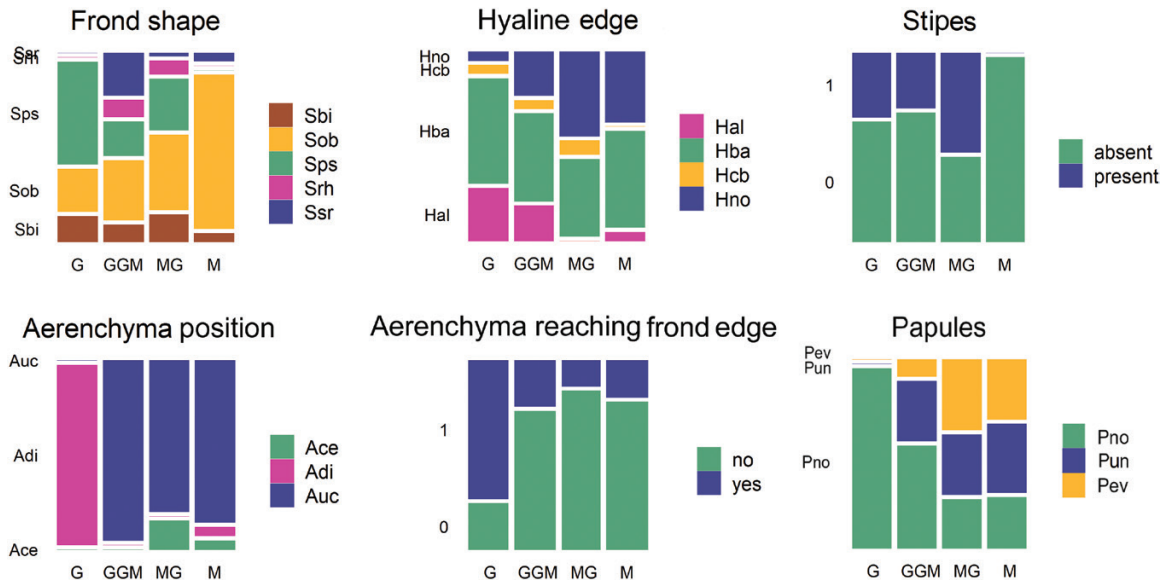 Frond shape
Ssr
Srh
Sps
Sob
Sbi
G GGM MG M
Sbi
Sob
Sps
Srh
Ssr
Hyaline edge
Hno
Hcb
Hba
Hal
G GGM MG M
Hal
Hba
Hcb
Hno
Stipes
1
0
G GGM MG M
absent
present
Aerenchyma position
Auc
Adi
Ace
G GGM MG M
Ace
Adi
Auc
Aerenchyma reaching frond edge
1
0
G GGM MG M
no
yes
Papules
Pev
Pun
Pno
G GGM MG M
Pno
Pun
Pev